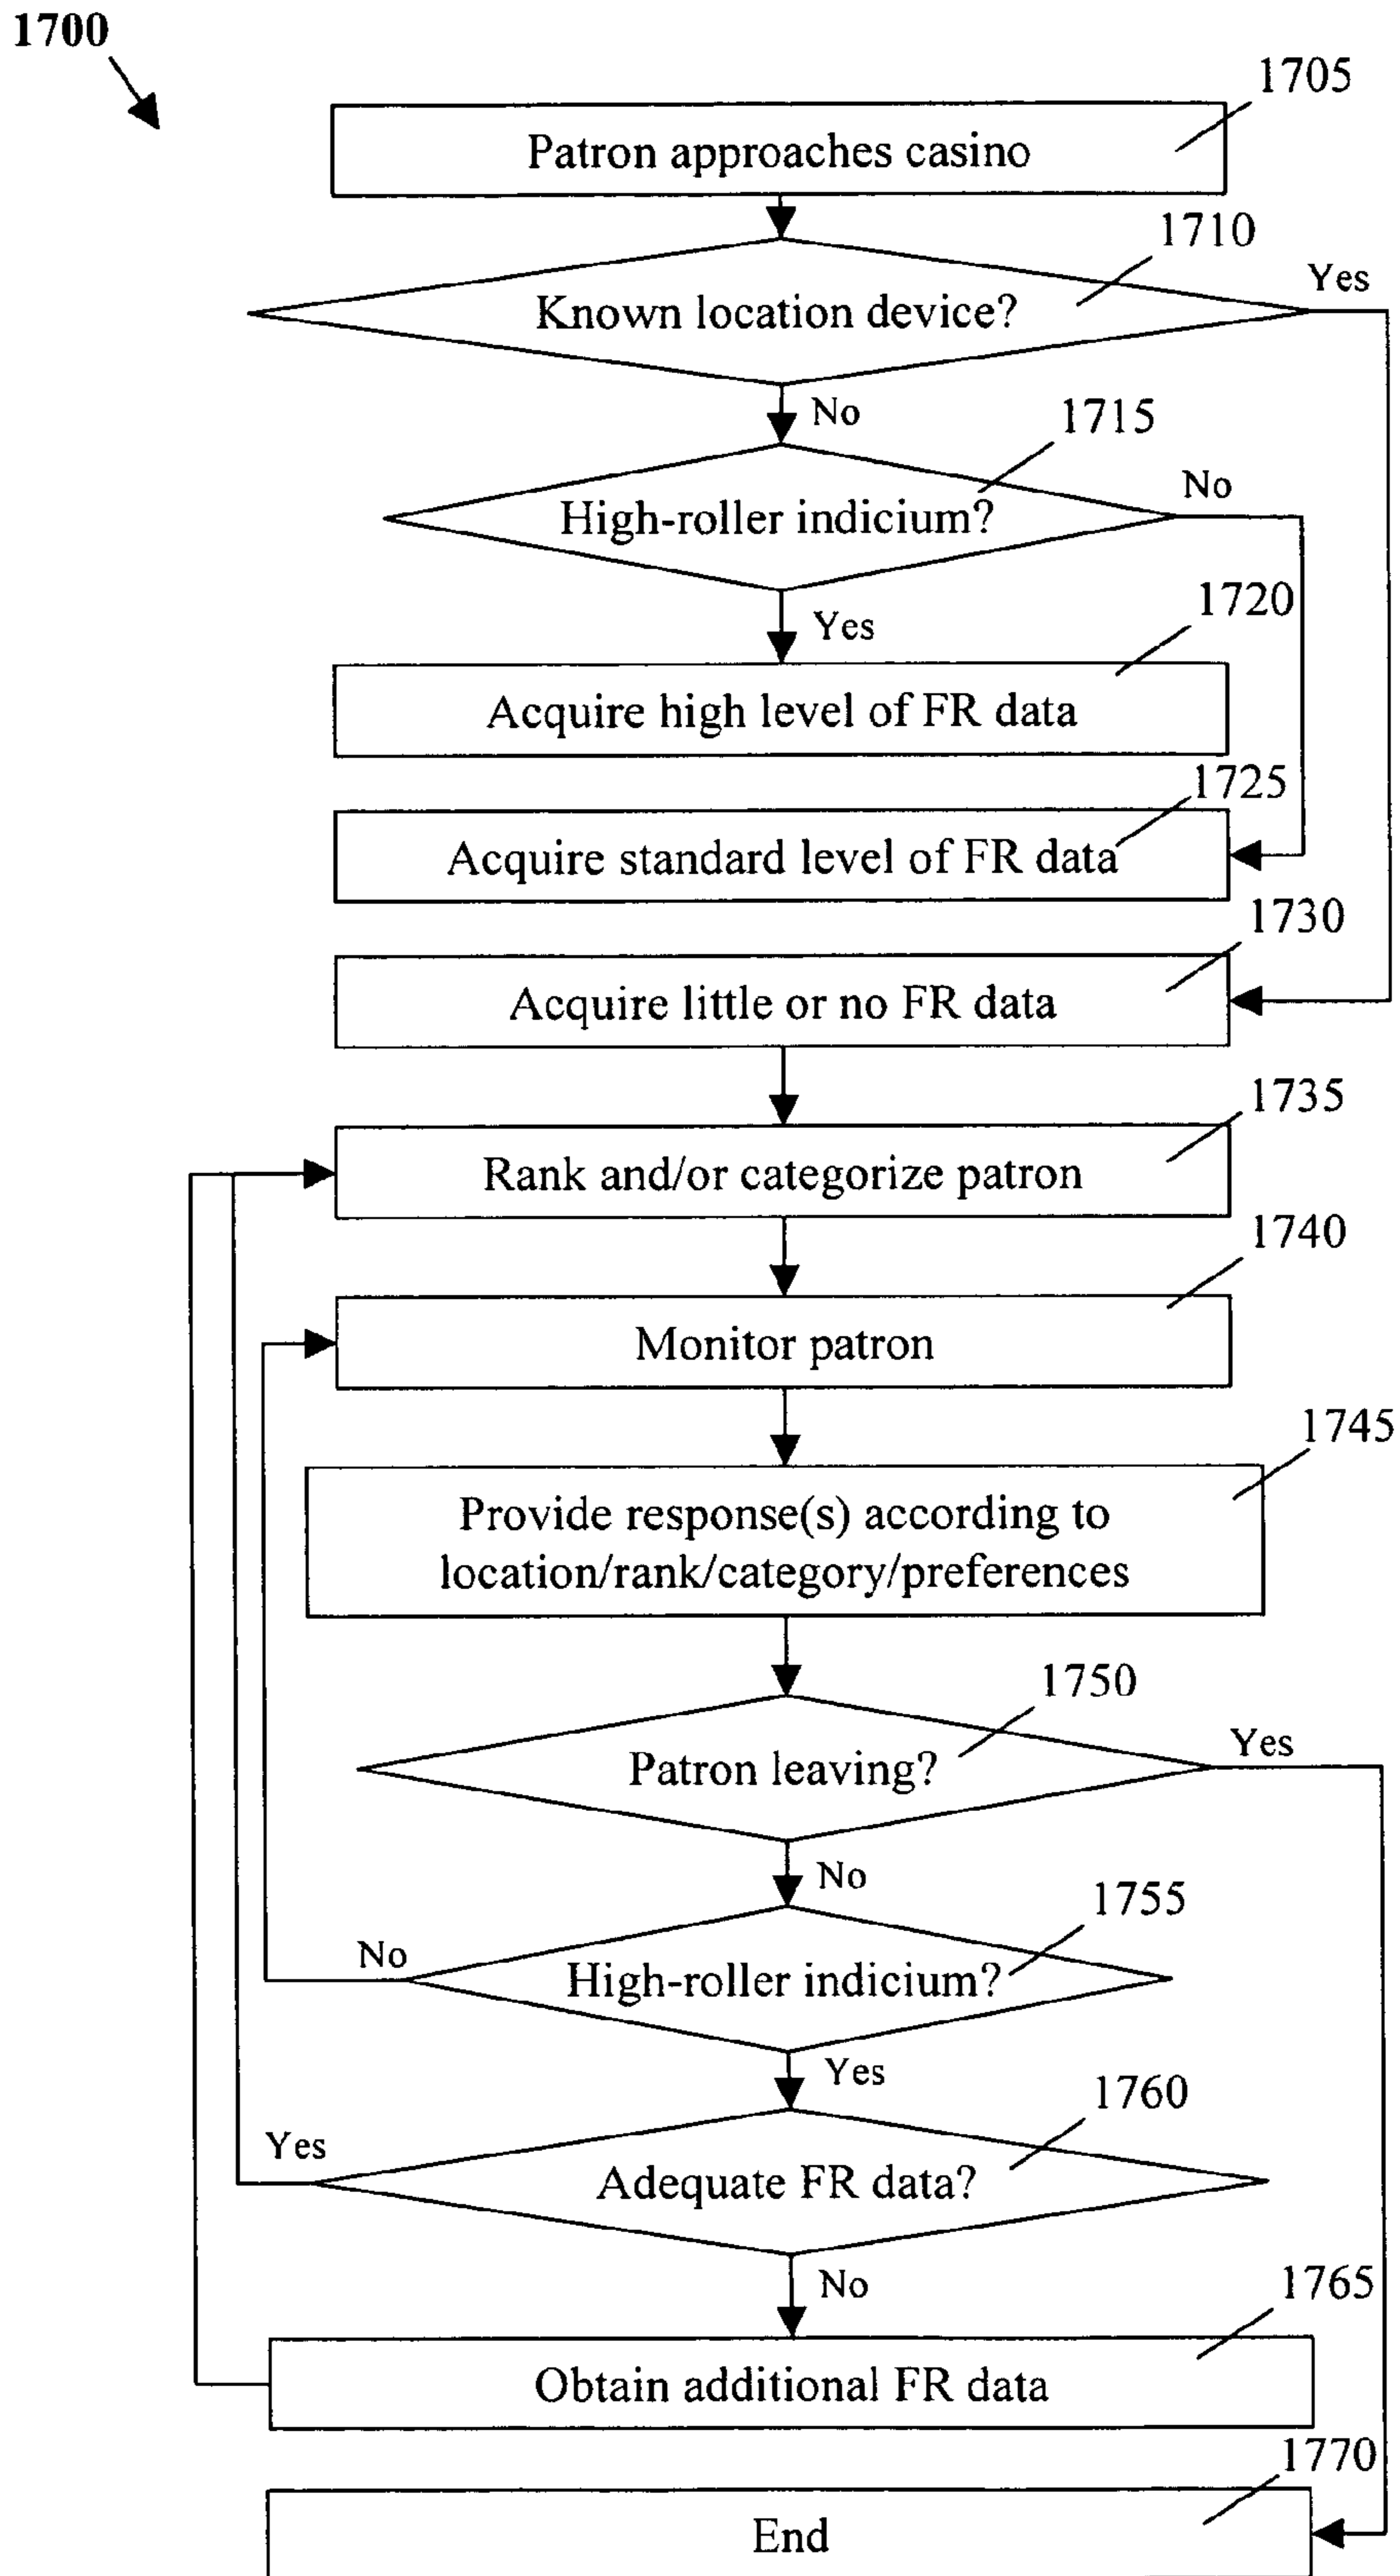 1700
1705
Patron approaches casino
1710
Known location device?
Yes
No
1715
High-roller indicium?
No
Yes
1720
Acquire high level of FR data
1725
Acquire standard level of FR data
1730
Acquire little or no FR data
1735
Rank and/or categorize patron
1740
Monitor patron
1745
Provide response(s) according to
location/rank/category/preferences
1750
Patron leaving?
Yes
No
1755
No
High-roller indicium?
Yes
1760
Yes
Adequate FR data?
No
1765
Obtain additional FR data
1770
End